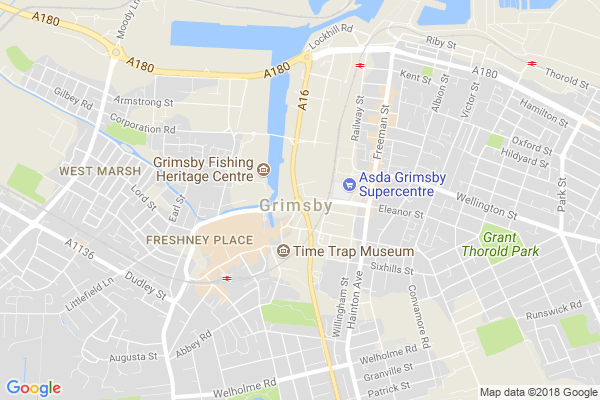 Moody Ln
Lockhill Rd
Riby St
A180
A180
A180
A180
Thorold St
Kent St
Albion St
Victor St
Gilbey Rd
Armstrong St
Corporation Rd
A16
Railway St
Freeman St
Hamilton St
Oxford St
Hildyard St
WEST MARSH
Grimsby Fishing
Heritage Centre
Asda Grimsby
Supercentre
Lord St
Earl St
Grimsby
Eleanor St
Wellington St
Park St
A1136
FRESHNEY PLACE
Time Trap Museum
Grant
Thorold Park
Dudley St
Littlefield Ln
Sixhills St
Willingham St
Hainton Ave
Convamore Rd
Runswick Rd
Abbey Rd
Augusta St
Welholme Rd
Welholme Rd
Granville St
Patrick St
Google
Map data ©2018 Google